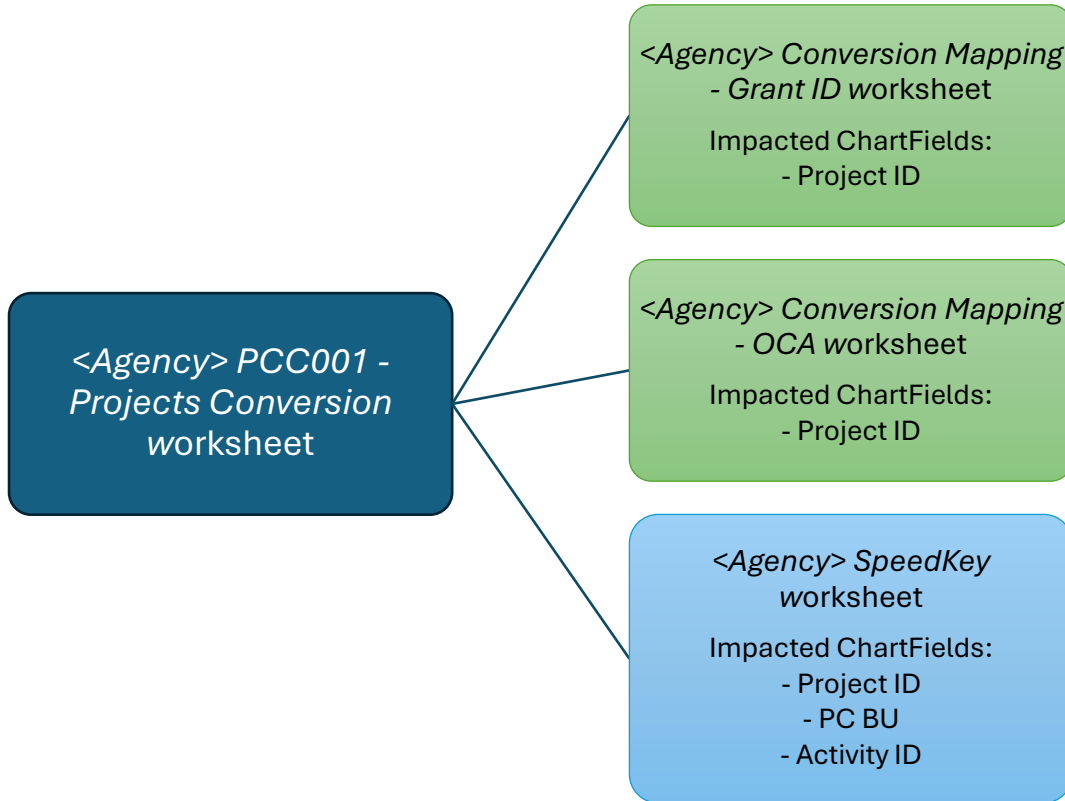 <Agency> PCC001 -
Projects Conversion
worksheet
<Agency> Conversion Mapping
- Grant ID worksheet
Impacted ChartFields:
- Project ID
<Agency> Conversion Mapping
- OCA worksheet
Impacted ChartFields:
- Project ID
<Agency> SpeedKey
worksheet
Impacted ChartFields:
- Project ID
- PC BU
- Activity ID